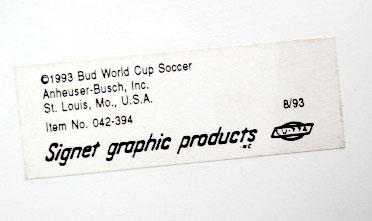 ©1993 Bud World Cup Soccer
Anheuser-Busch, Inc.
St. Louis, Mo., U.S.A.
Item No. 042-394
8/93
Signet graphic products INC